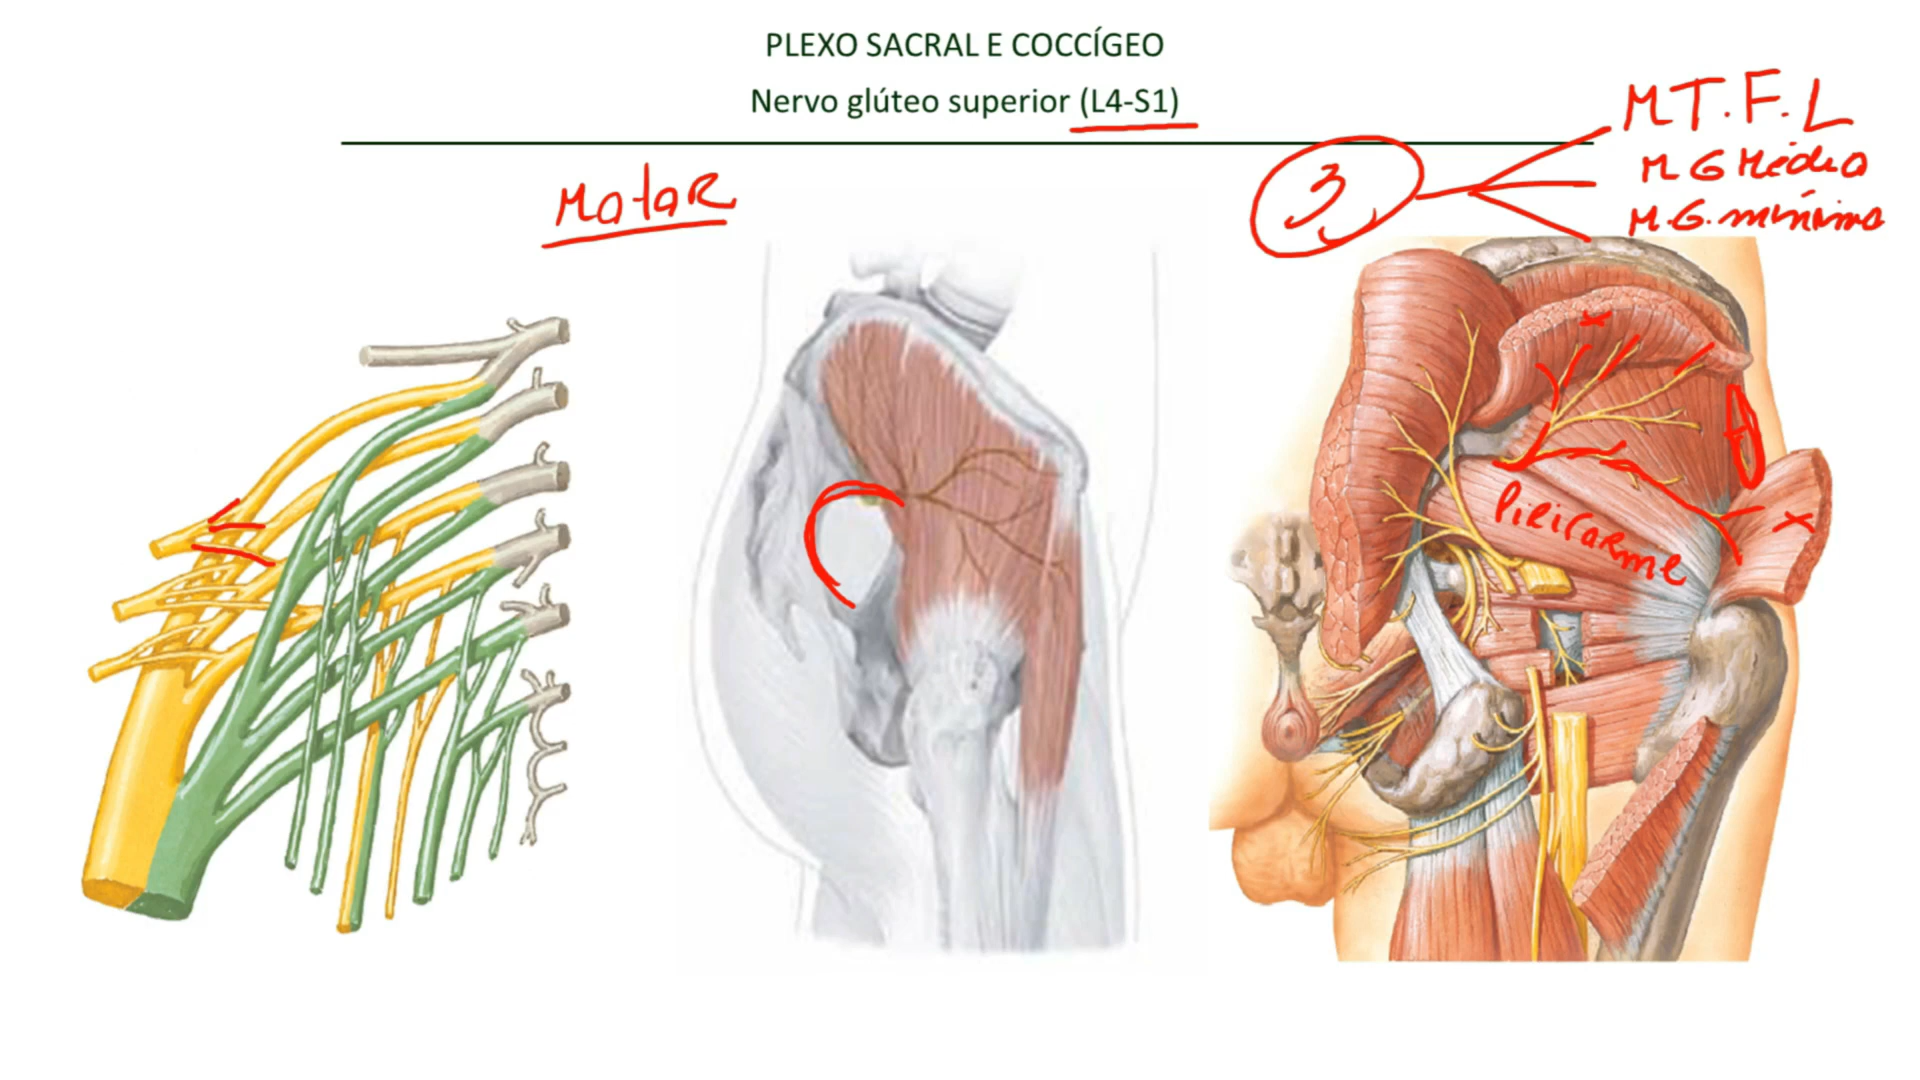 PLEXO SACRAL E COCCÍGEO
Nervo glúteo superior (L4-S1)
MOTOR
3
M T. F. L
M G Médio
M. G. mínimo
PiRiFORme